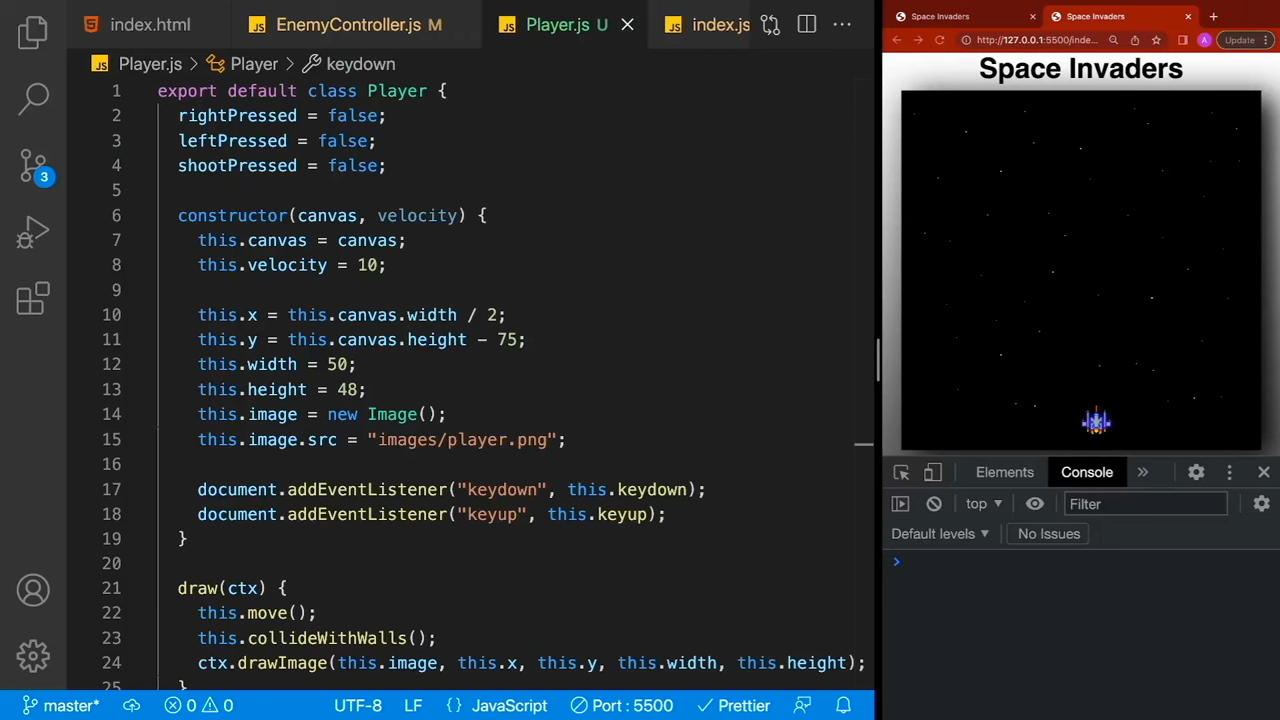 index.html
JS EnemyController.js M
JS Player.js U
JS index.js
JS Player.js > Player > keydown
1 export default class Player {
2 rightPressed = false;
3 leftPressed = false;
4 shootPressed = false;
5
6 constructor(canvas, velocity) {
7 this.canvas = canvas;
8 this.velocity = 10;
9
10 this.x = this.canvas.width / 2;
11 this.y = this.canvas.height - 75;
12 this.width = 50;
13 this.height = 48;
14 this.image = new Image();
15 this.image.src = "images/player.png";
16
17 document.addEventListener("keydown", this.keydown);
18 document.addEventListener("keyup", this.keyup);
19 }
20
21 draw(ctx) {
22 this.move();
23 this.collideWithWalls();
24 ctx.drawImage(this.image, this.x, this.y, this.width, this.height);
25 }
3
master* 0 0 UTF-8 LF {} JavaScript Port : 5500 Prettier
Space Invaders
Space Invaders
http://127.0.0.1:5500/inde... A Update
Space Invaders
Elements Console
top Filter
Default levels No Issues
>